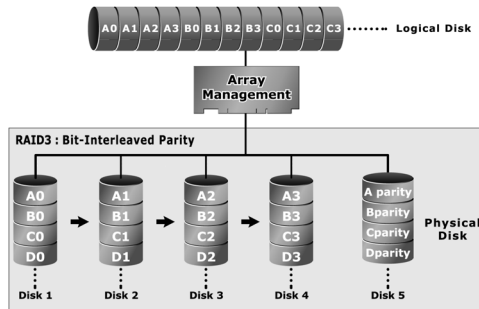 A0 A1 A2 A3 B0 B1 B2 B3 C0 C1 C2 C3 Logical Disk
Array
Management
RAID3 : Bit-Interleaved Parity
A0 A1 A2 A3 A parity
B0 B1 B2 B3 Bparity
C0 C1 C2 C3 Cparity
D0 D1 D2 D3 Dparity
Physical
Disk
Disk 1 Disk 2 Disk 3 Disk 4 Disk 5